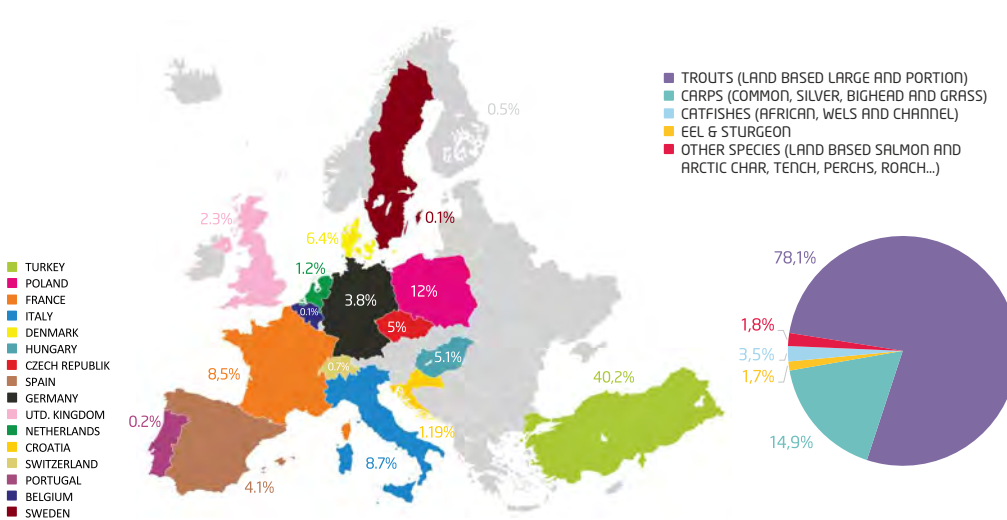 0.5%
2.3%
0.1%
6.4%
1.2%
3.8%
12%
0.1%
5%
5.1%
0.7%
8,5%
40,2%
0.2%
1.19%
8.7%
4.1%
TURKEY
POLAND
FRANCE
ITALY
DENMARK
HUNGARY
CZECH REPUBLIK
SPAIN
GERMANY
UTD. KINGDOM
NETHERLANDS
CROATIA
SWITZERLAND
PORTUGAL
BELGIUM
SWEDEN
TROUTS (LAND BASED LARGE AND PORTION)
CARPS (COMMON, SILVER, BIGHEAD AND GRASS)
CATFISHES (AFRICAN, WELS AND CHANNEL)
EEL & STURGEON
OTHER SPECIES (LAND BASED SALMON AND
ARCTIC CHAR, TENCH, PERCHS, ROACH...)
78,1%
1,8%
3,5%
1,7%
14,9%